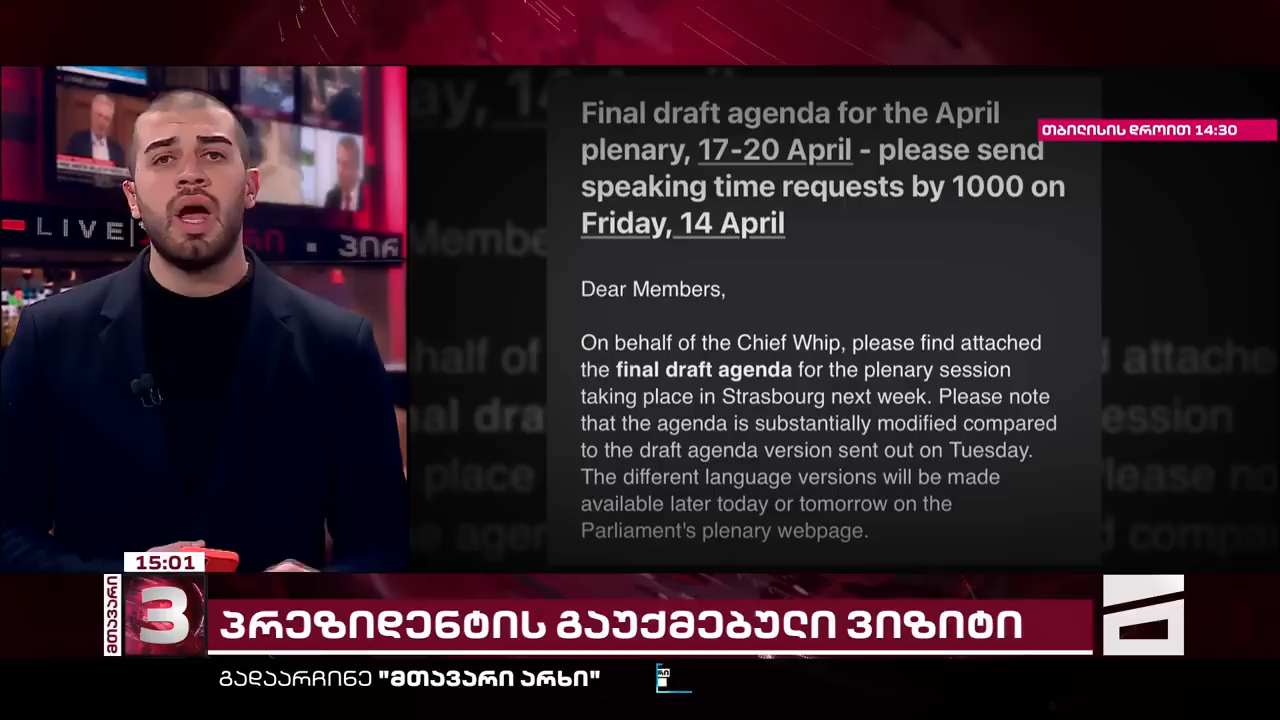 Final draft agenda for the April
plenary, 17-20 April - please send
speaking time requests by 1000 on
Friday, 14 April
თბილისის დროით 14:30
Dear Members,
On behalf of the Chief Whip, please find attached
the final draft agenda for the plenary session
taking place in Strasbourg next week. Please note
that the agenda is substantially modified compared
to the draft agenda version sent out on Tuesday.
The different language versions will be made
available later today or tomorrow on the
Parliament's plenary webpage.
LIVE
15:01
მთავარი
3
პრეზიდენტის გაუქმებული ვიზიტი
გადაარჩინე "მთავარი არხი"